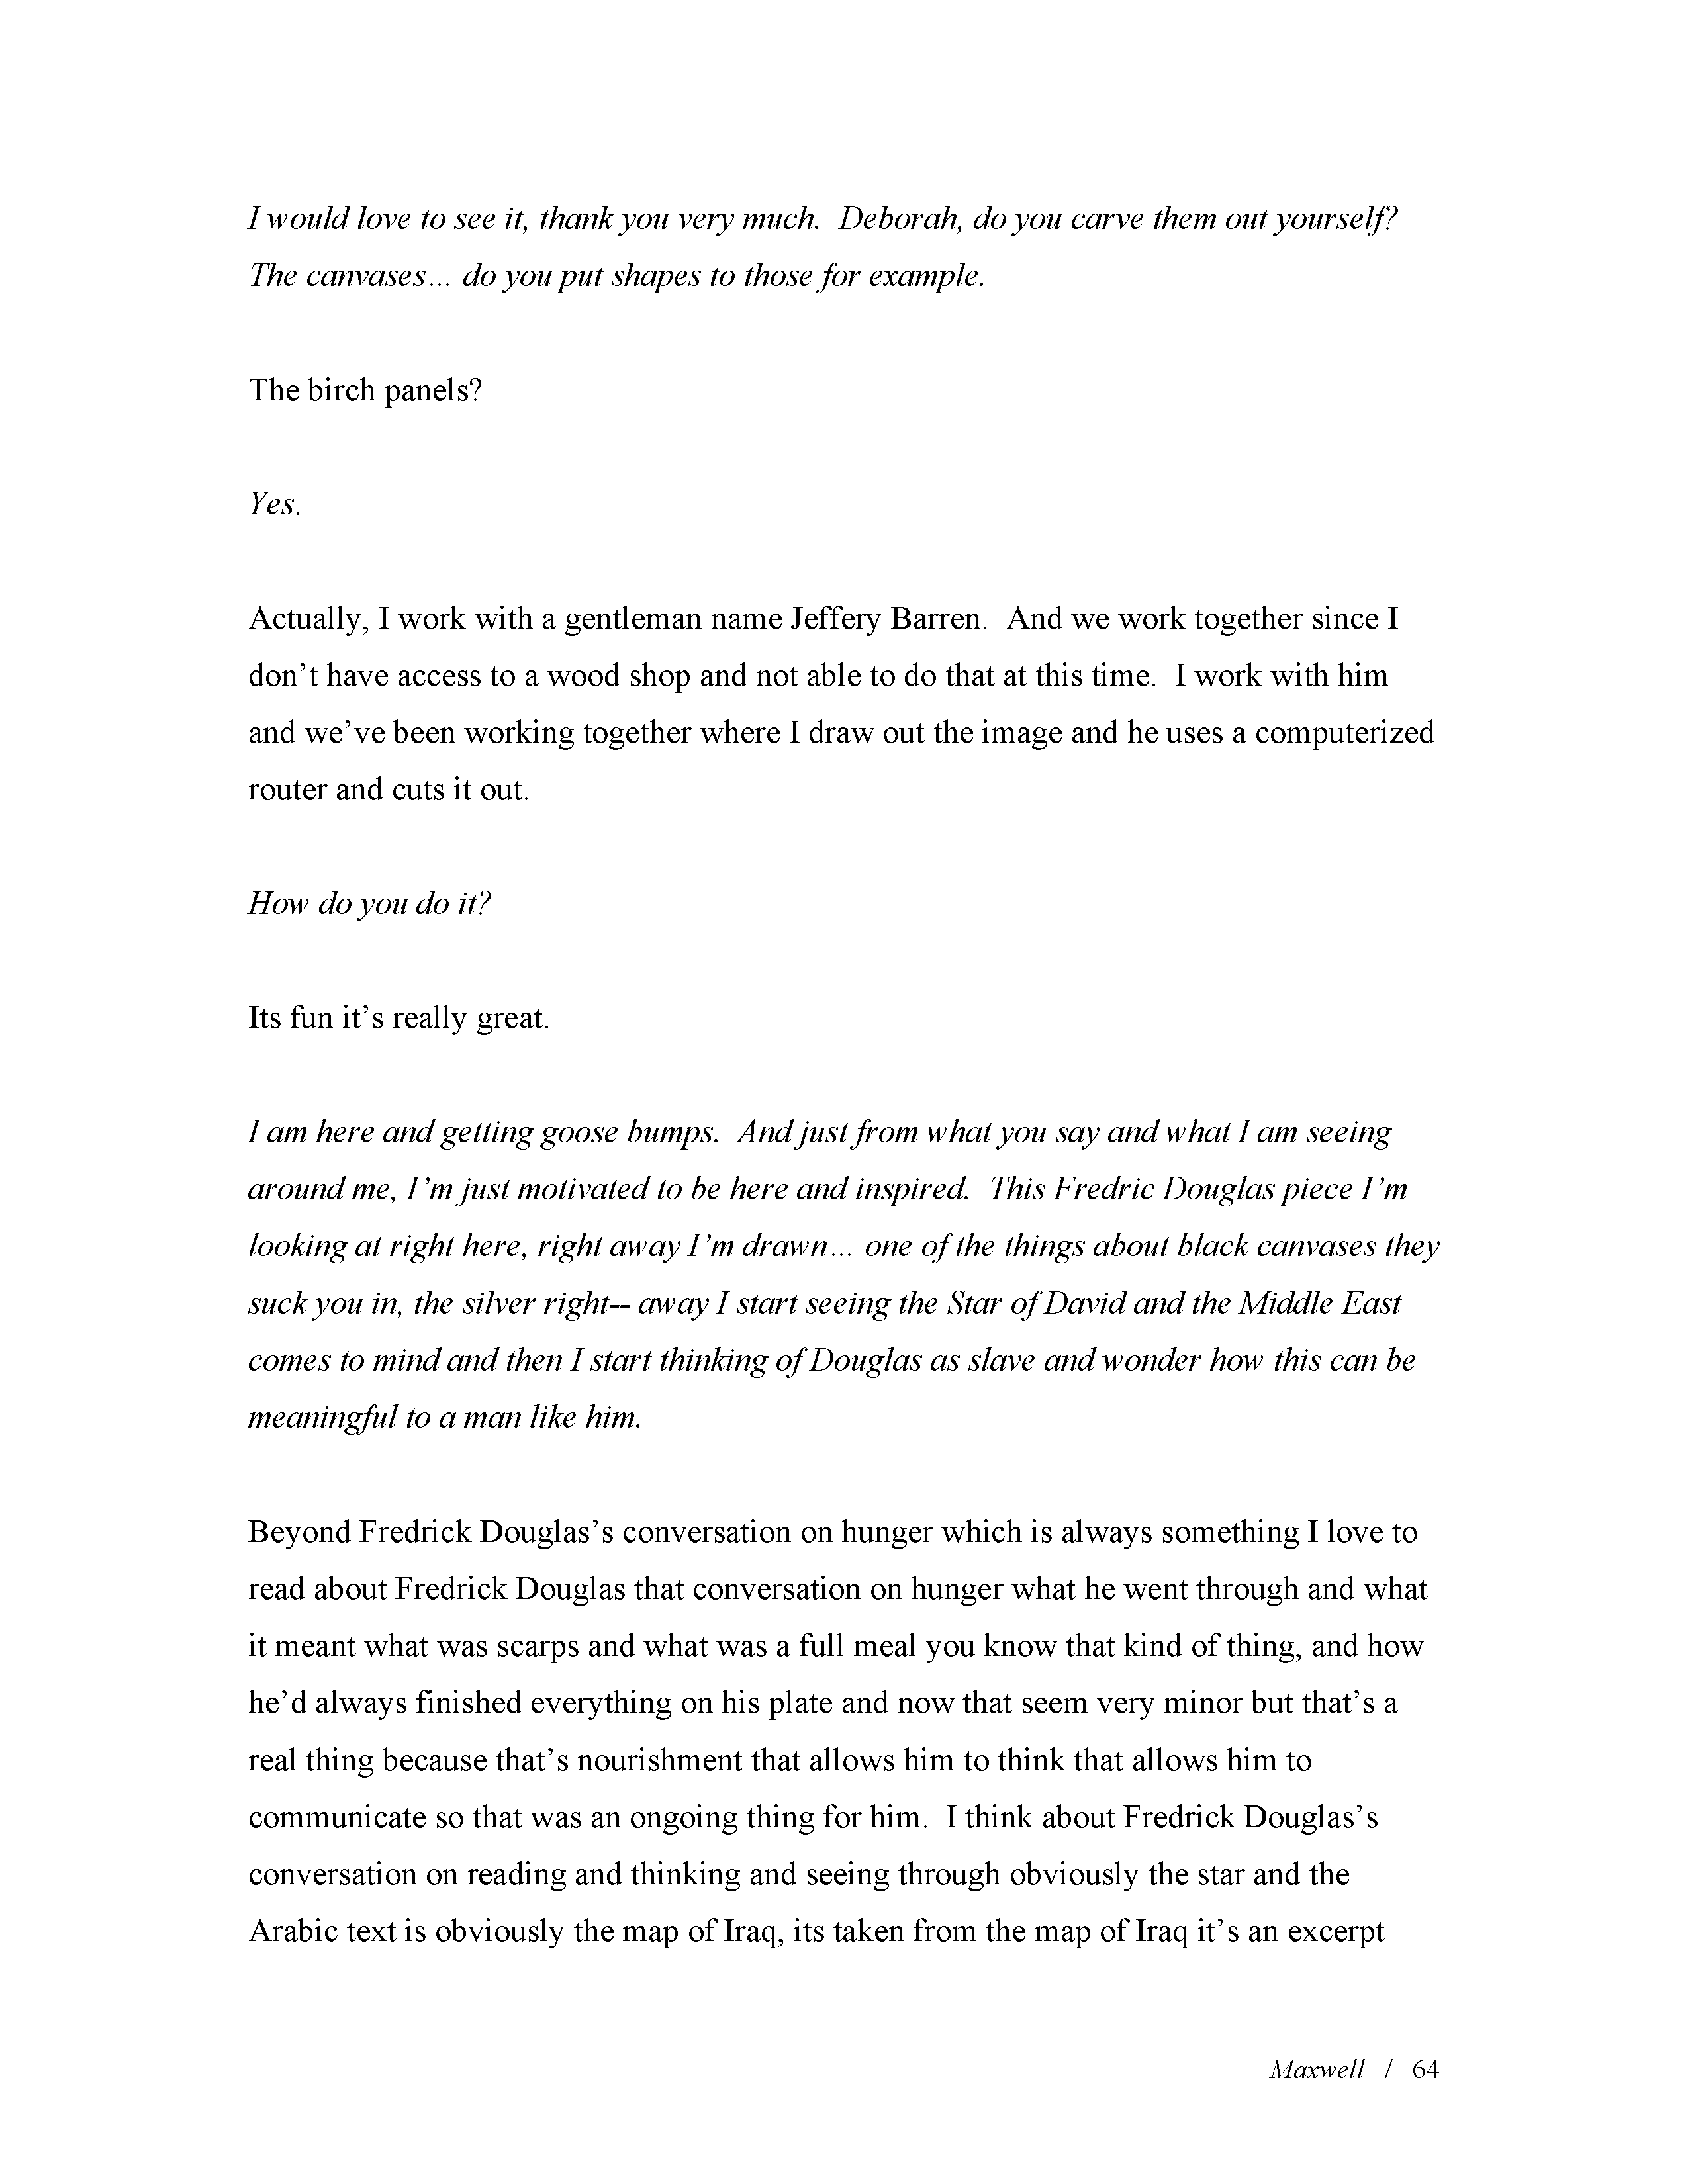 I would love to see it, thank you very much.  Deborah, do you carve them out yourself?
The canvases… do you put shapes to those for example.
The birch panels?
Yes.
Actually, I work with a gentleman name Jeffery Barren.  And we work together since I
don’t have access to a wood shop and not able to do that at this time.  I work with him
and we’ve been working together where I draw out the image and he uses a computerized
router and cuts it out.
How do you do it?
Its fun it’s really great.
I am here and getting goose bumps.  And just from what you say and what I am seeing
around me, I’m just motivated to be here and inspired.  This Fredric Douglas piece I’m
looking at right here, right away I’m drawn… one of the things about black canvases they
suck you in, the silver right-- away I start seeing the Star of David and the Middle East
comes to mind and then I start thinking of Douglas as slave and wonder how this can be
meaningful to a man like him.
Beyond Fredrick Douglas’s conversation on hunger which is always something I love to
read about Fredrick Douglas that conversation on hunger what he went through and what
it meant what was scarps and what was a full meal you know that kind of thing, and how
he’d always finished everything on his plate and now that seem very minor but that’s a
real thing because that’s nourishment that allows him to think that allows him to
communicate so that was an ongoing thing for him.  I think about Fredrick Douglas’s
conversation on reading and thinking and seeing through obviously the star and the
Arabic text is obviously the map of Iraq, its taken from the map of Iraq it’s an excerpt
Maxwell / 64